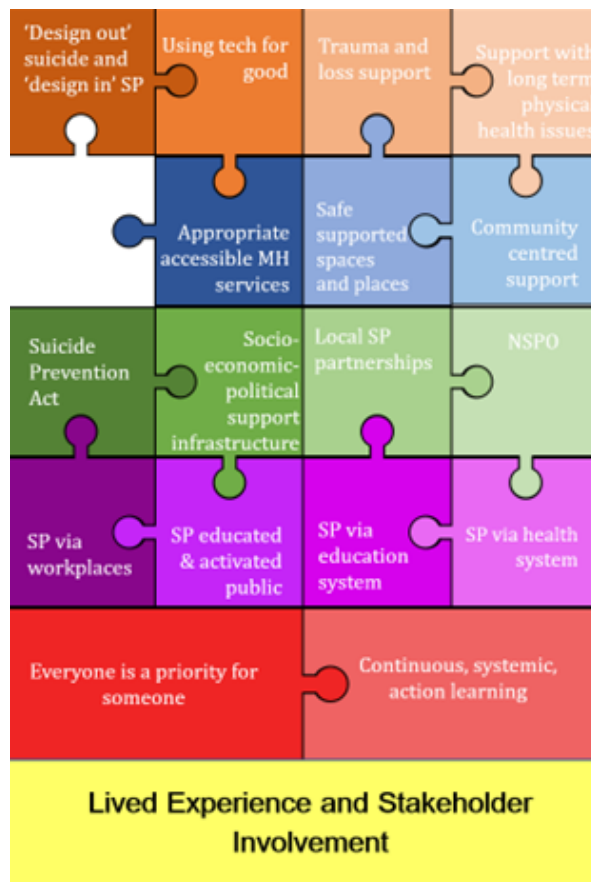 ‘Design out’
suicide and
‘design in’ SP
Using tech for
good
Trauma and
loss support
Support with
long term
physical
health issues
Appropriate
accessible MH
services
Safe
supported
spaces
and places
Community
centred
support
Suicide
Prevention
Act
Socio-
economic-
political
support
infrastructure
Local SP
partnerships
NSPO
SP via
workplaces
SP educated
& activated
public
SP via
education
system
SP via health
system
Everyone is a priority for
someone
Continuous, systemic,
action learning
Lived Experience and Stakeholder
Involvement